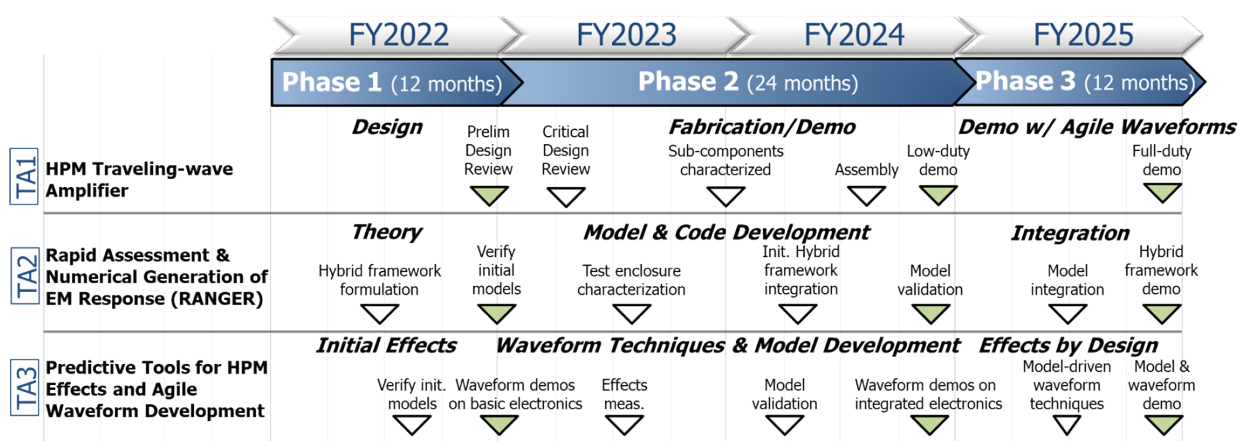 FY2022 FY2023 FY2024 FY2025
Phase 1 (12 months) Phase 2 (24 months) Phase 3 (12 months)
TA1
HPM Traveling-wave
Amplifier
Design
Fabrication/Demo
Demo w/ Agile Waveforms
Prelim
Design
Review
Critical
Design
Review
Sub-components
characterized
Assembly
Low-duty
demo
Full-duty
demo
TA2
Rapid Assessment &
Numerical Generation of
EM Response (RANGER)
Theory
Model & Code Development
Integration
Hybrid framework
formulation
Verify
initial
models
Test enclosure
characterization
Init. Hybrid
framework
integration
Model
validation
Model
integration
Hybrid
framework
demo
TA3
Predictive Tools for HPM
Effects and Agile
Waveform Development
Initial Effects
Waveform Techniques & Model Development
Effects by Design
Verify init.
models
Waveform demos
on basic electronics
Effects
meas.
Model
validation
Waveform demos on
integrated electronics
Model-driven
waveform
techniques
Model &
waveform
demo